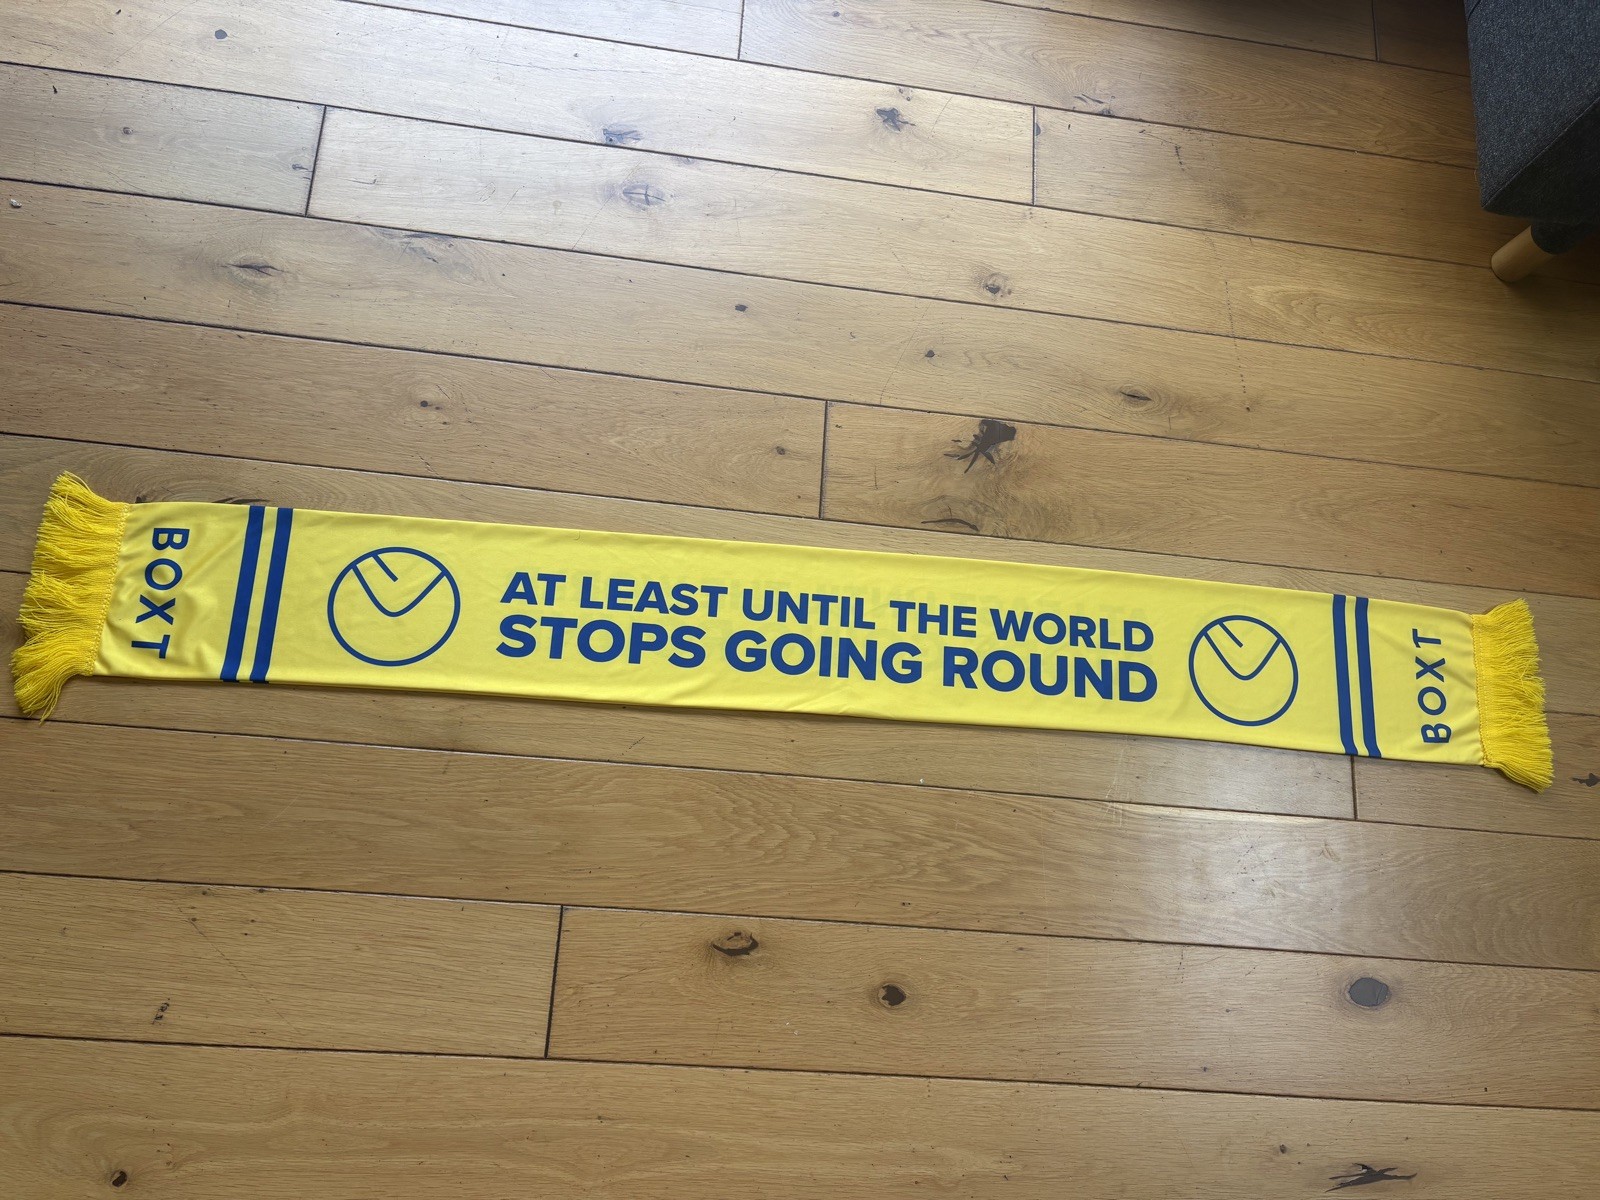 BOXT
AT LEAST UNTIL THE WORLD
STOPS GOING ROUND
BOXT